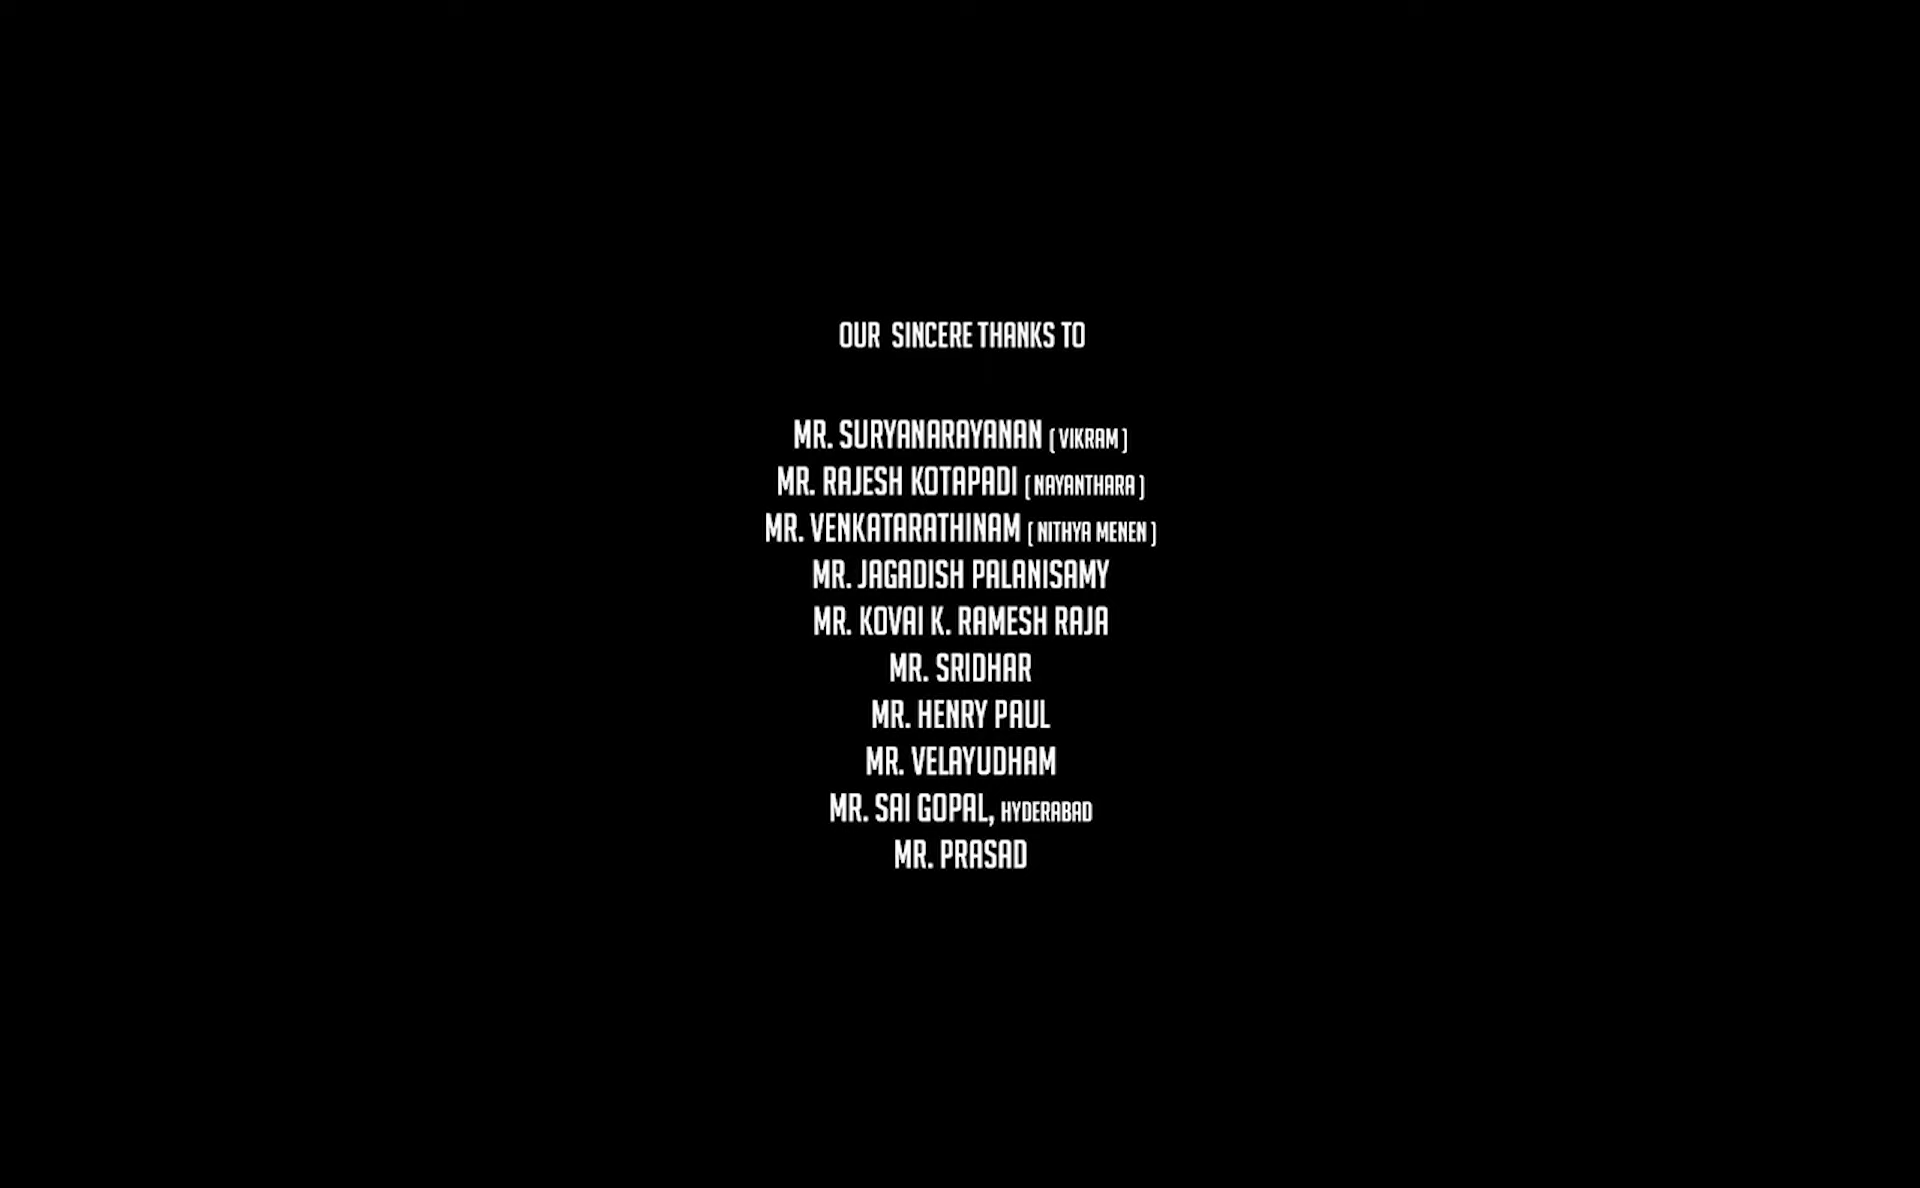 OUR SINCERE THANKS TO
MR. SURYANARAYANAN ( VIKRAM )
MR. RAJESH KOTAPADI ( NAYANTHARA )
MR. VENKATARATHINAM ( NITHYA MENEN )
MR. JAGADISH PALANISAMY
MR. KOVAI K. RAMESH RAJA
MR. SRIDHAR
MR. HENRY PAUL
MR. VELAYUDHAM
MR. SAI GOPAL, HYDERABAD
MR. PRASAD